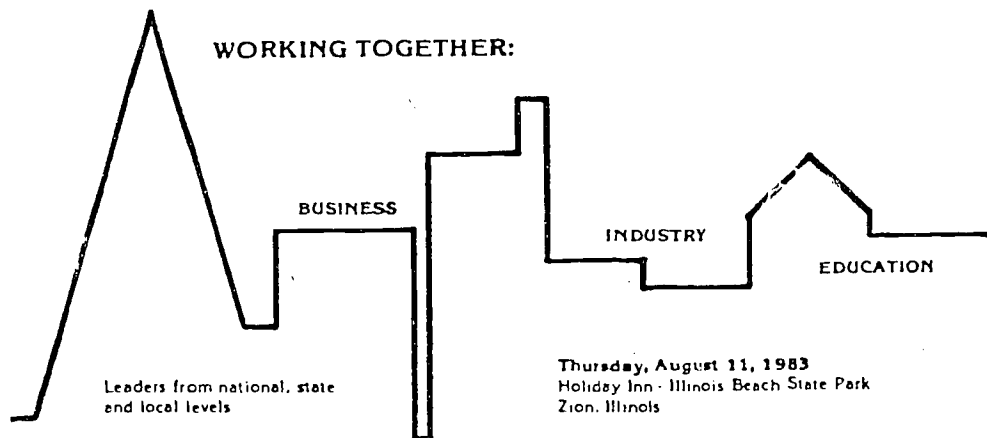 WORKING TOGETHER:
BUSINESS
INDUSTRY
EDUCATION
Leaders from national, state
and local levels
Thursday, August 11, 1983
Holiday Inn - Illinois Beach State Park
Zion, Illinois